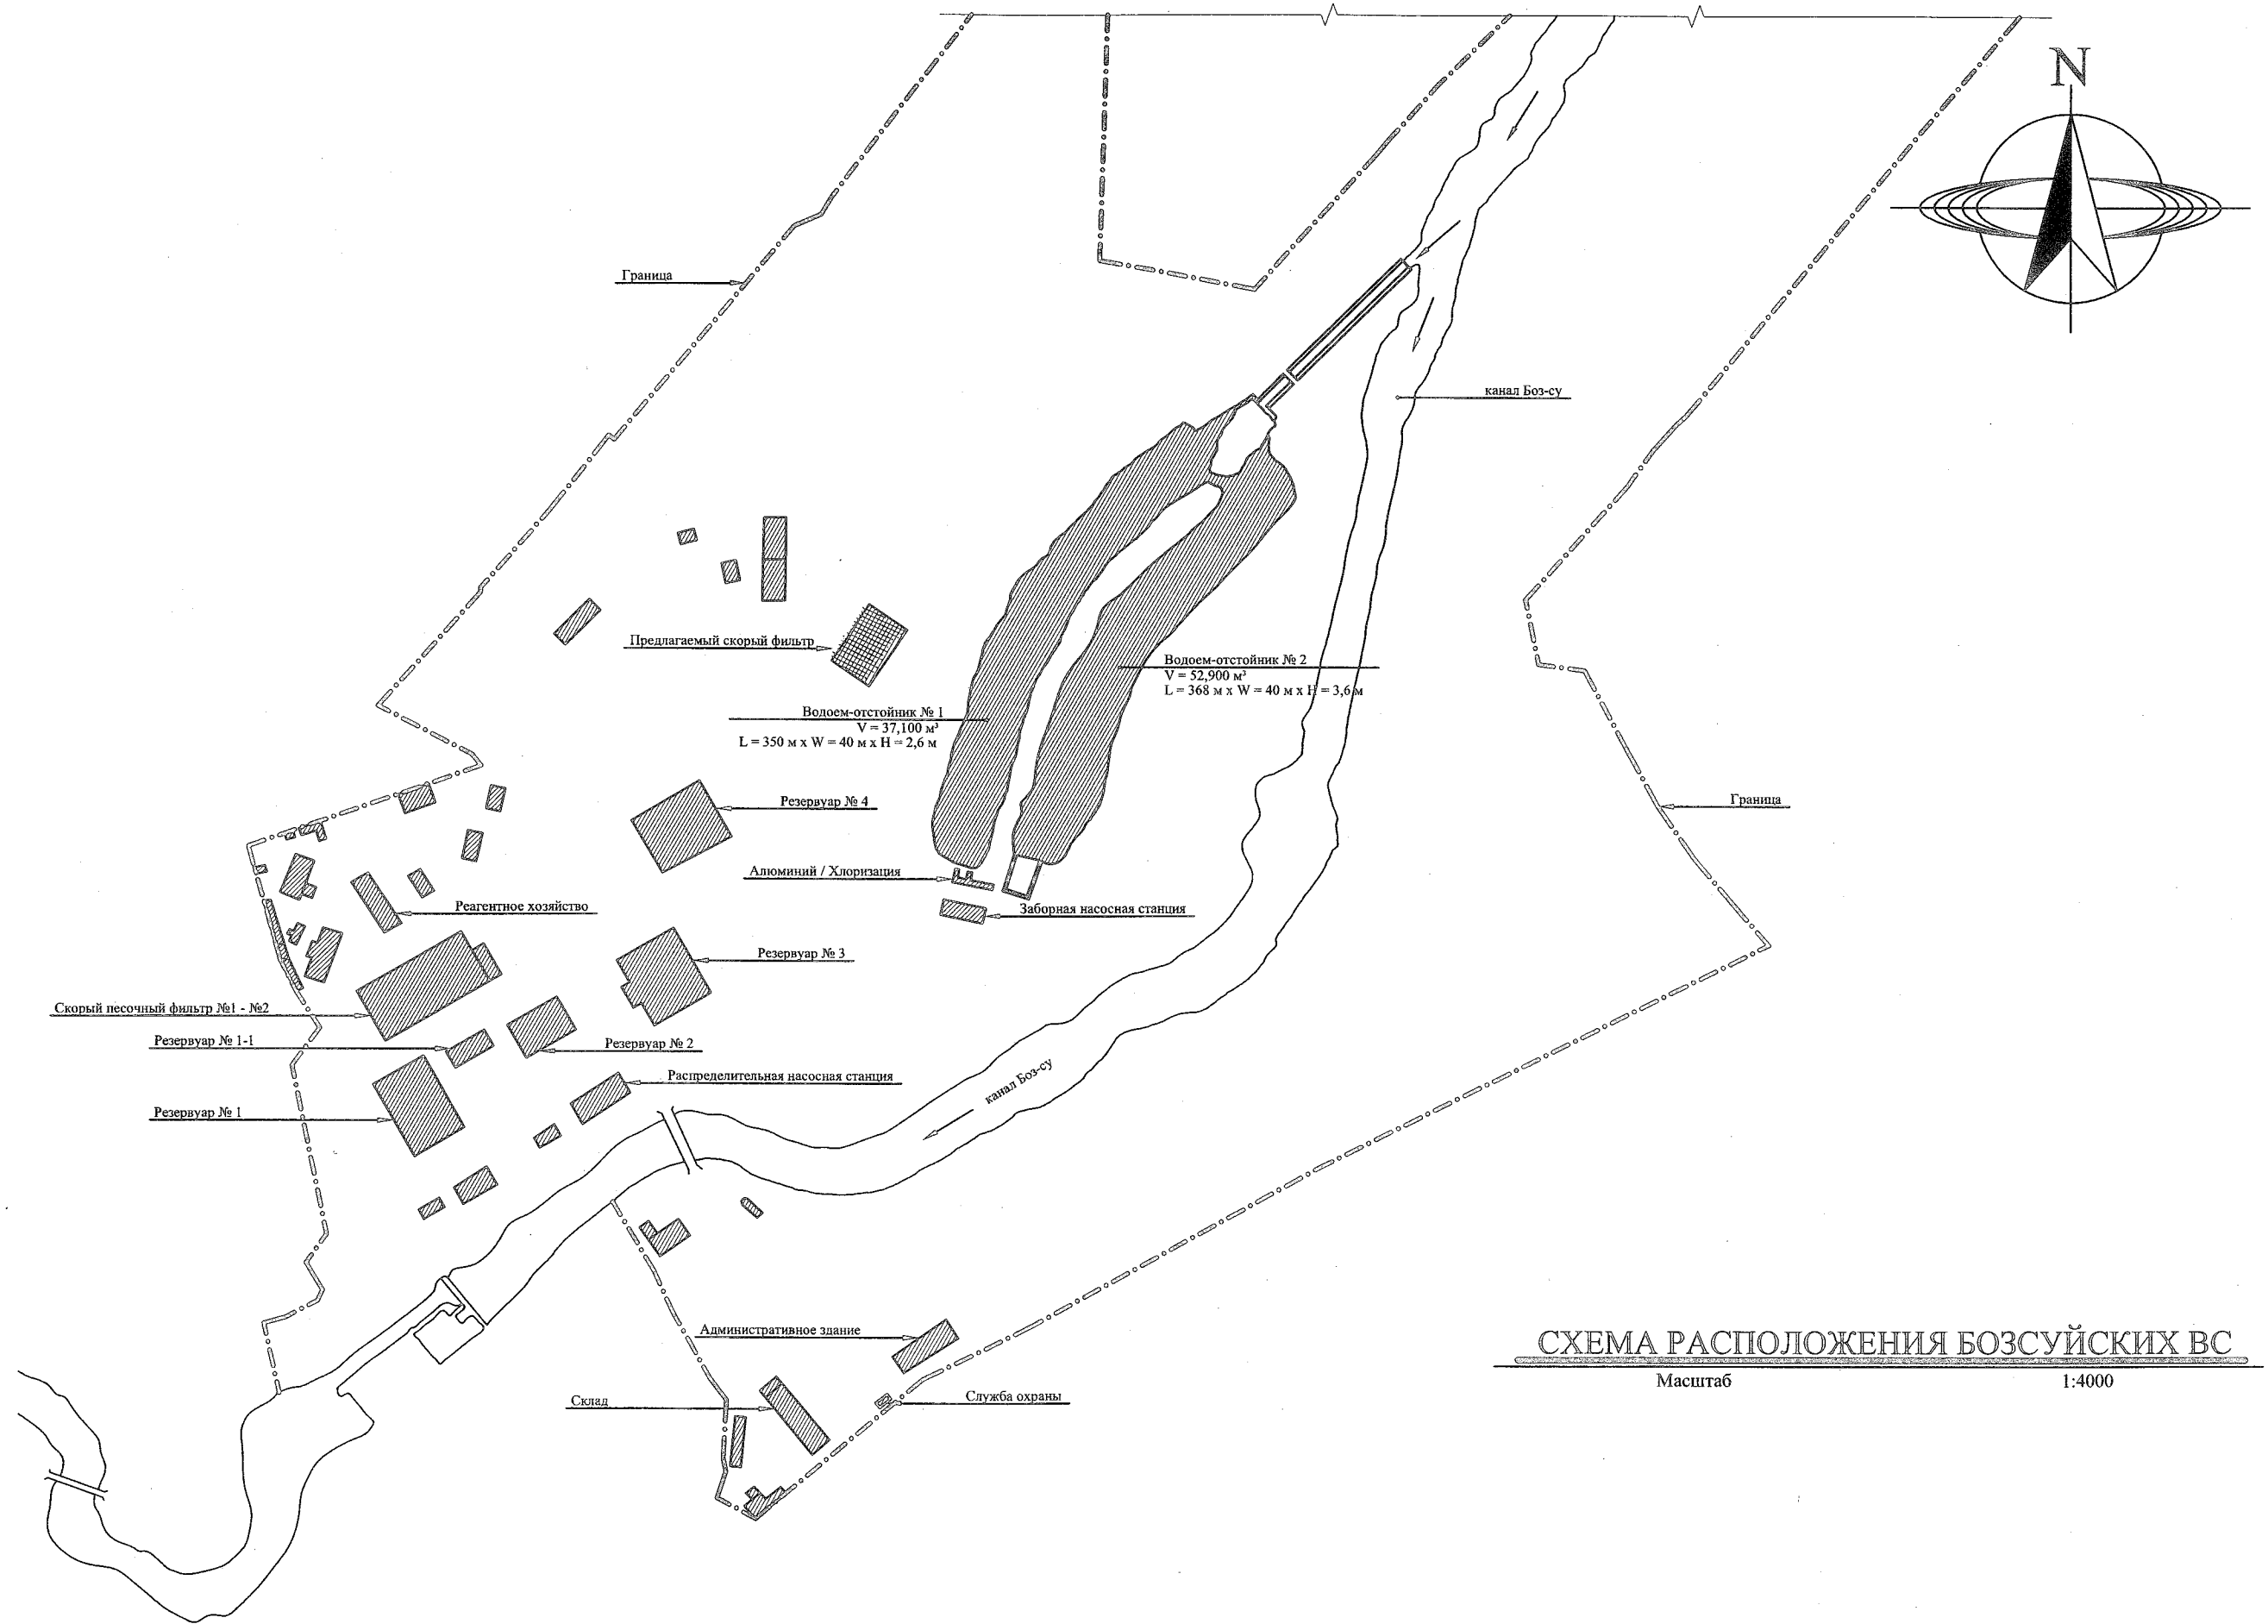 N
Граница
канал Боз-су
Предлагаемый скорый фильтр
Водоем-отстойник № 2
V = 52,900 м³
L = 368 м x W = 40 м x H = 3,6 м
Водоем-отстойник № 1
V = 37,100 м³
L = 350 м x W = 40 м x H = 2,6 м
Резервуар № 4
Граница
Алюминий / Хлоризация
Реагентное хозяйство
Заборная насосная станция
Резервуар № 3
Скорый песочный фильтр №1 - №2
Резервуар № 1-1
Резервуар № 2
Распределительная насосная станция
канал Боз-су
Резервуар № 1
Административное здание
Склад
Служба охраны
СХЕМА РАСПОЛОЖЕНИЯ БОЗСУЙСКИХ ВС
Масштаб 1:4000